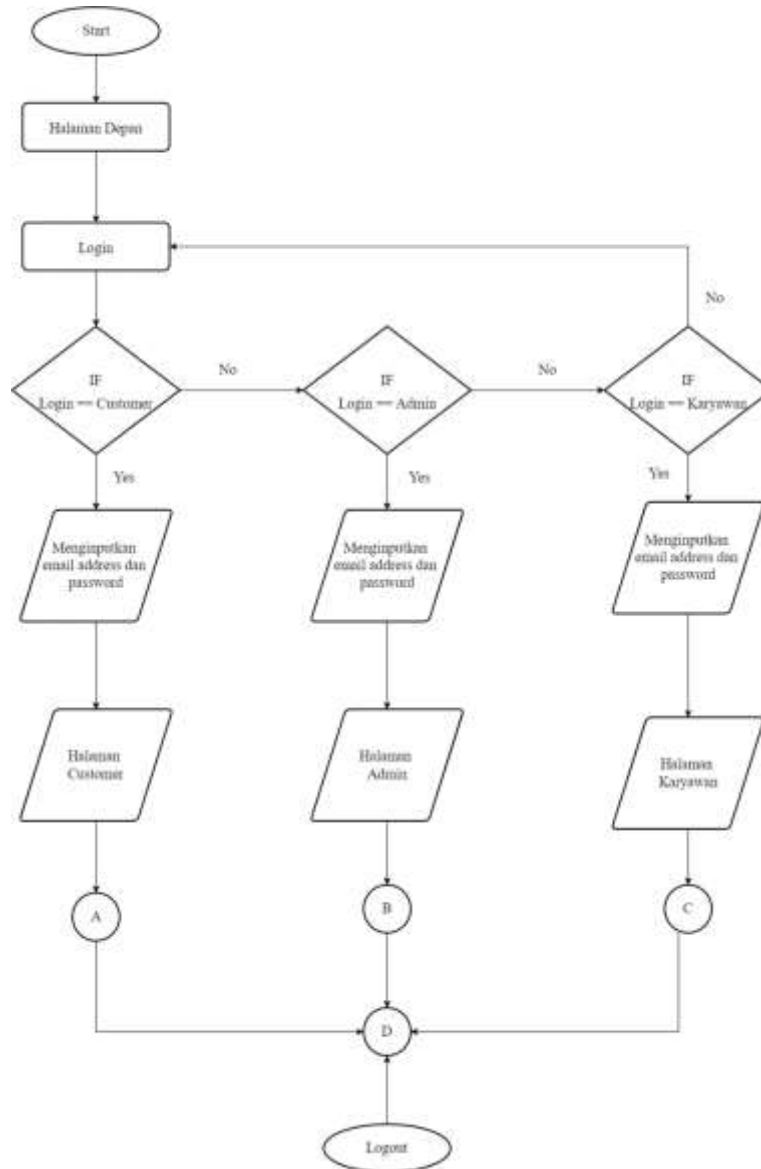 Start
Halaman Depan
Login
No
IF
Login == Customer
No
IF
Login == Admin
No
IF
Login == Karyawan
Yes
Yes
Yes
Menginputkan
email address dan
password
Menginputkan
email address dan
password
Menginputkan
email address dan
password
Halaman
Customer
Halaman
Admin
Halaman
Karyawan
A
B
C
D
Logout